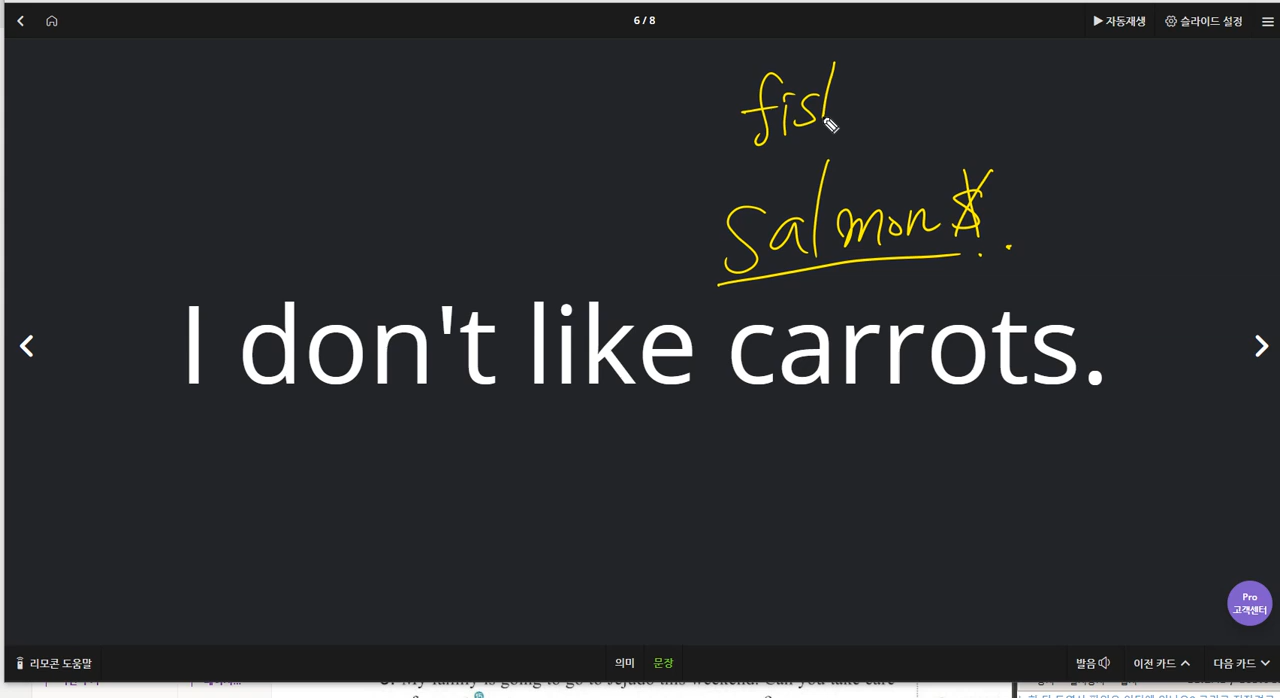 6 / 8
▶ 자동재생
슬라이드 설정
fish
salmons
I don't like carrots.
Pro
고객센터
리모콘 도움말
의미
문장
발음
이전 카드
다음 카드